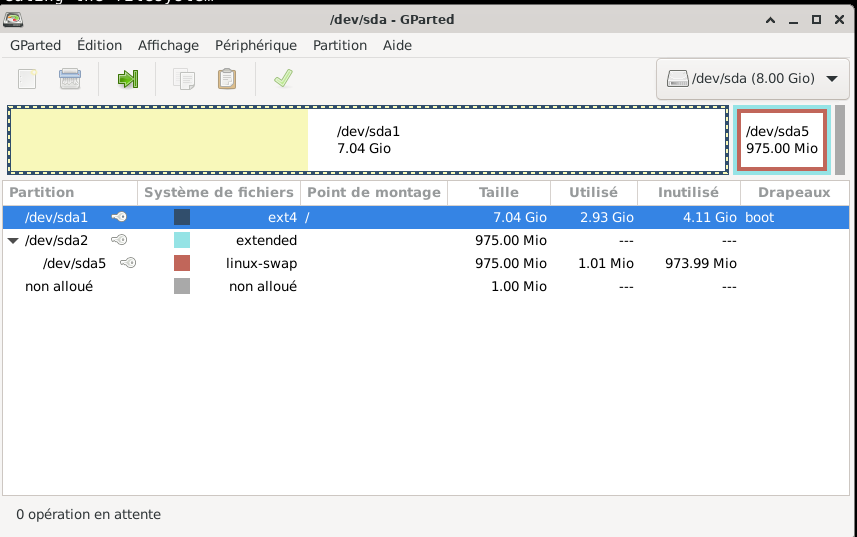 /dev/sda - GParted
GParted Édition Affichage Périphérique Partition Aide
/dev/sda (8.00 Gio)
/dev/sda1
7.04 Gio
/dev/sda5
975.00 Mio
Partition Système de fichiers Point de montage Taille Utilisé Inutilisé Drapeaux
/dev/sda1 ext4 / 7.04 Gio 2.93 Gio 4.11 Gio boot
/dev/sda2 extended 975.00 Mio --- ---
/dev/sda5 linux-swap 975.00 Mio 1.01 Mio 973.99 Mio
non alloué non alloué 1.00 Mio --- ---
0 opération en attente